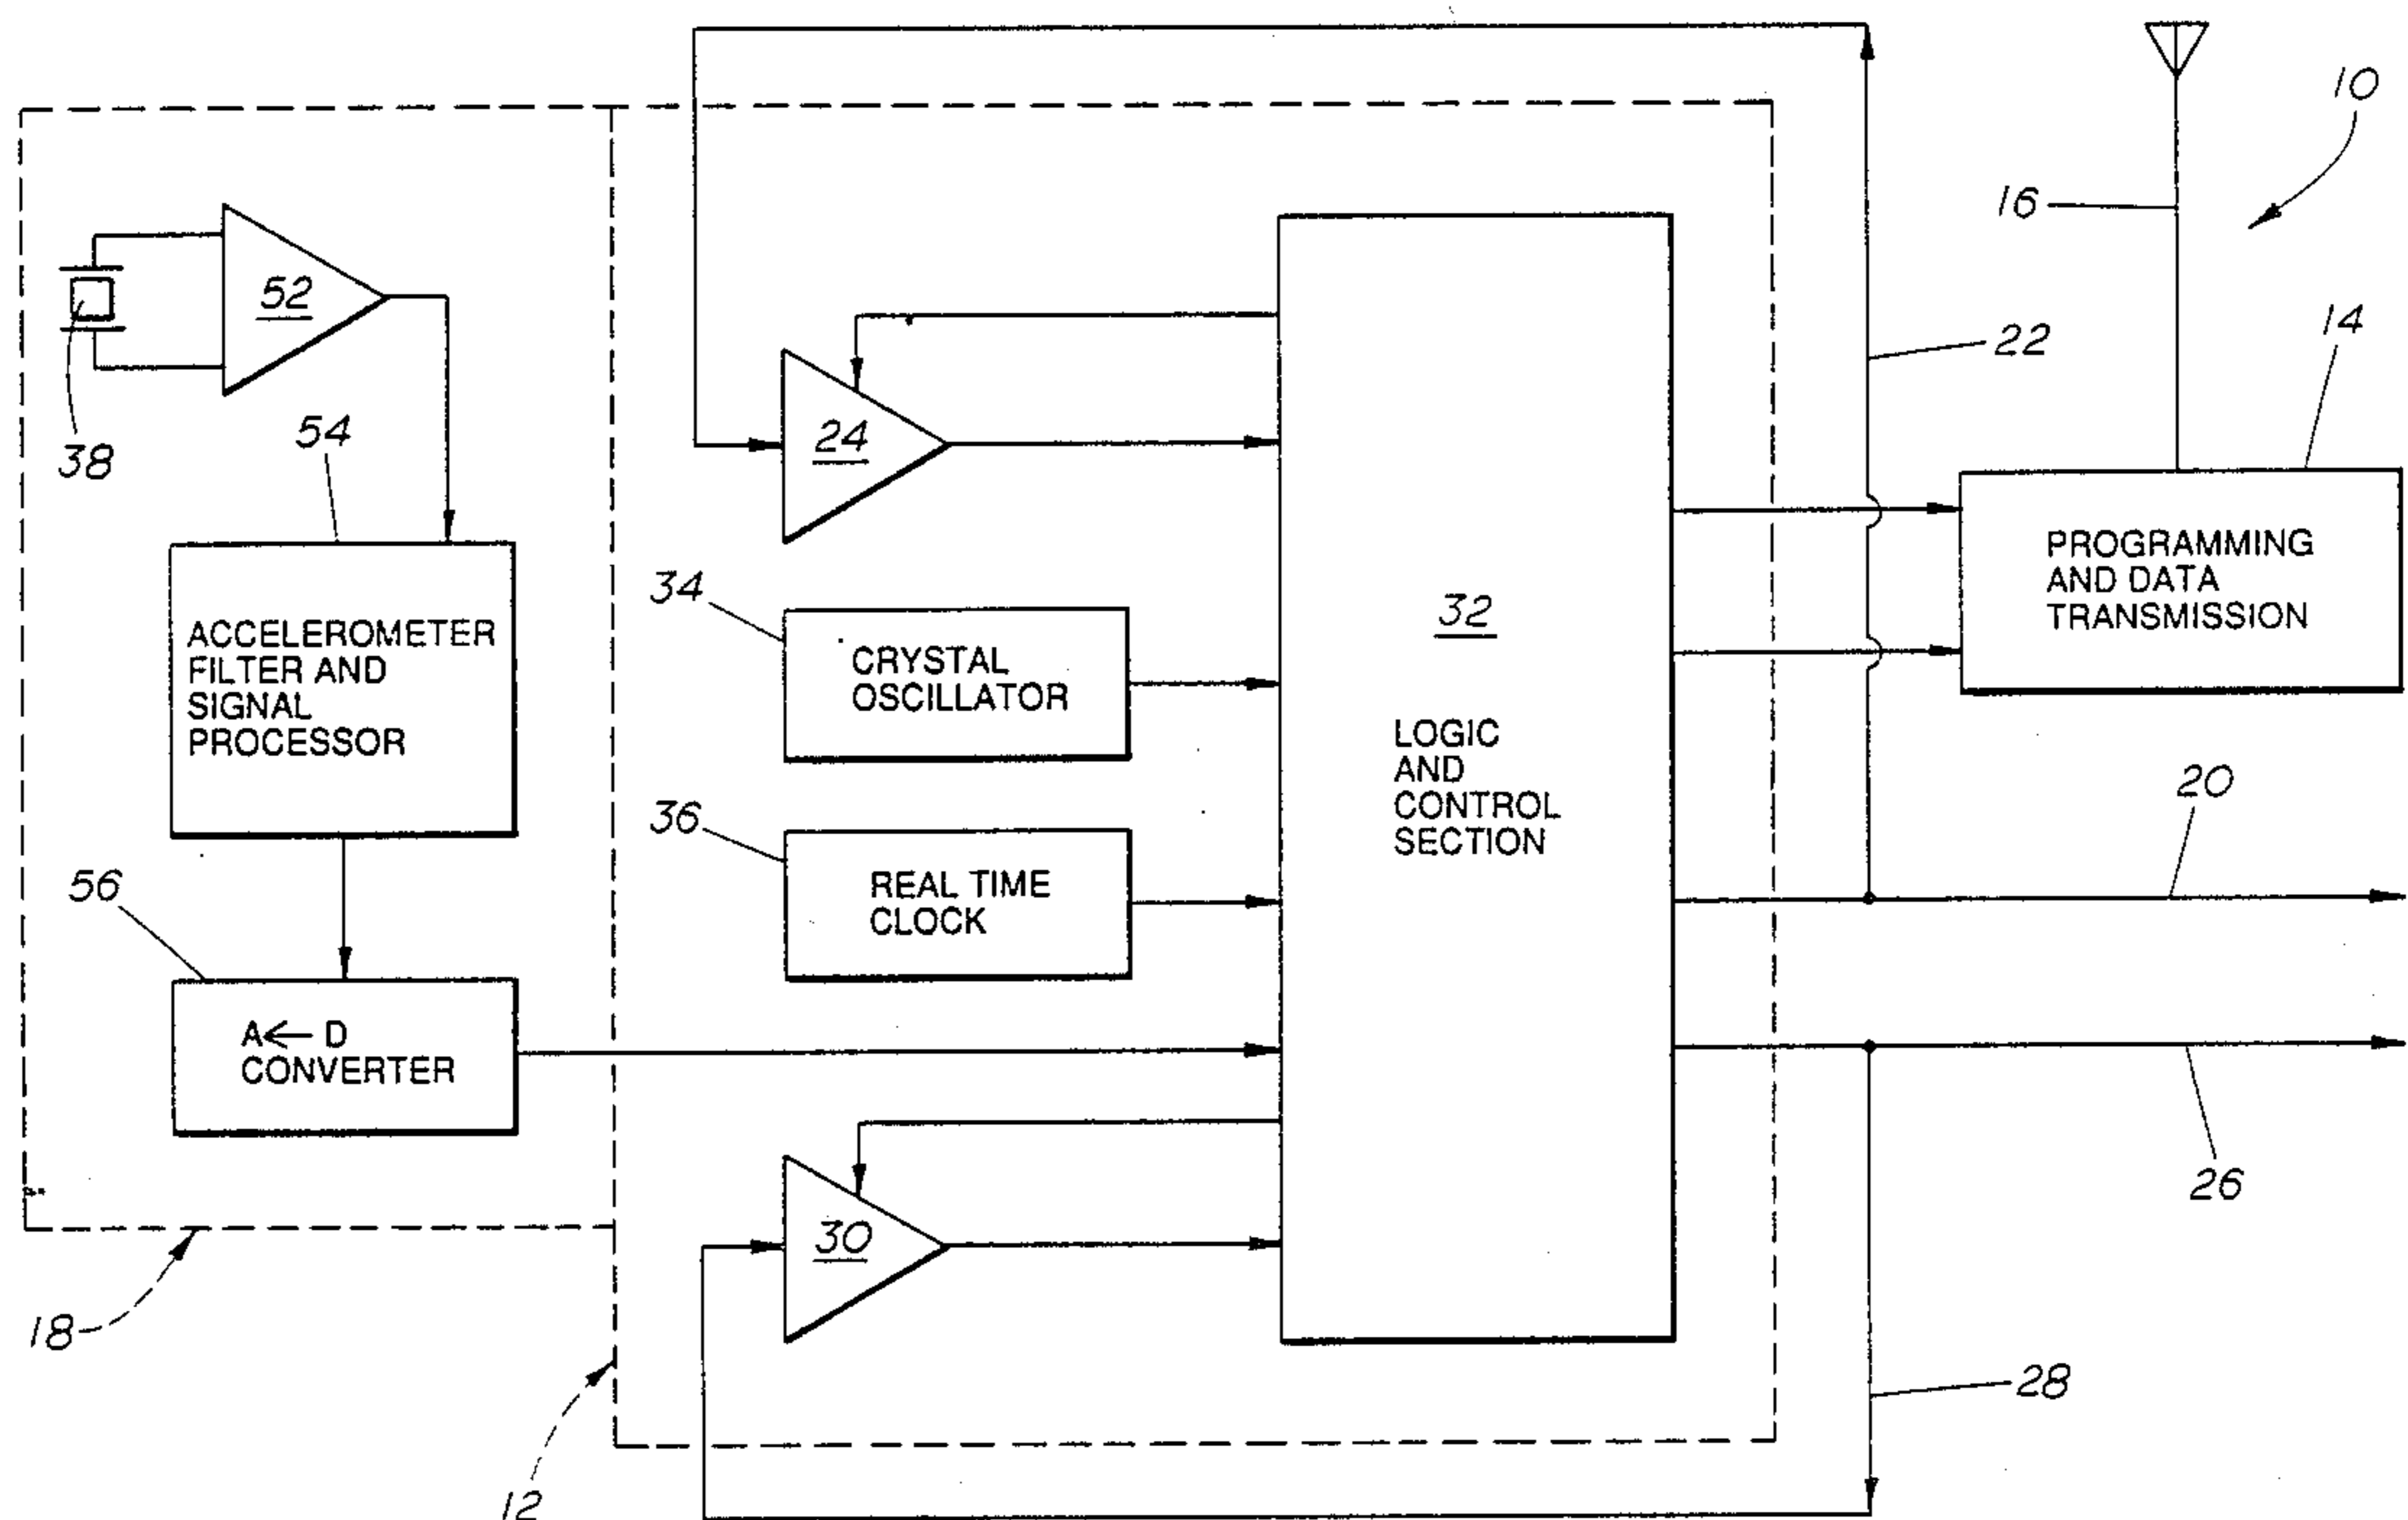 10
16
52
14
22
38
54
24
PROGRAMMING
AND DATA
TRANSMISSION
34
32
ACCELEROMETER
FILTER AND
SIGNAL
PROCESSOR
CRYSTAL
OSCILLATOR
LOGIC
AND
CONTROL
SECTION
20
36
56
REAL TIME
CLOCK
A← D
CONVERTER
26
30
18
28
12